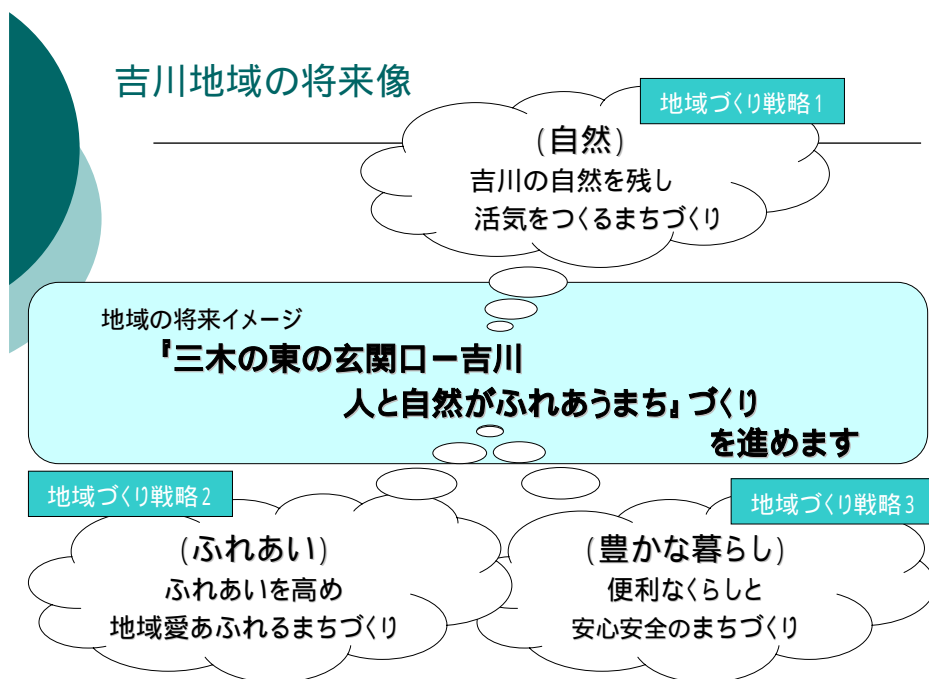 吉川地域の将来像
地域づくり戦略1
(自然)
吉川の自然を残し
活気をつくるまちづくり
地域の将来イメージ
『三木の東の玄関口ー吉川
人と自然がふれあうまち』づくり
を進めます
地域づくり戦略2
(ふれあい)
ふれあいを高め
地域愛あふれるまちづくり
地域づくり戦略3
(豊かな暮らし)
便利なくらしと
安心安全のまちづくり